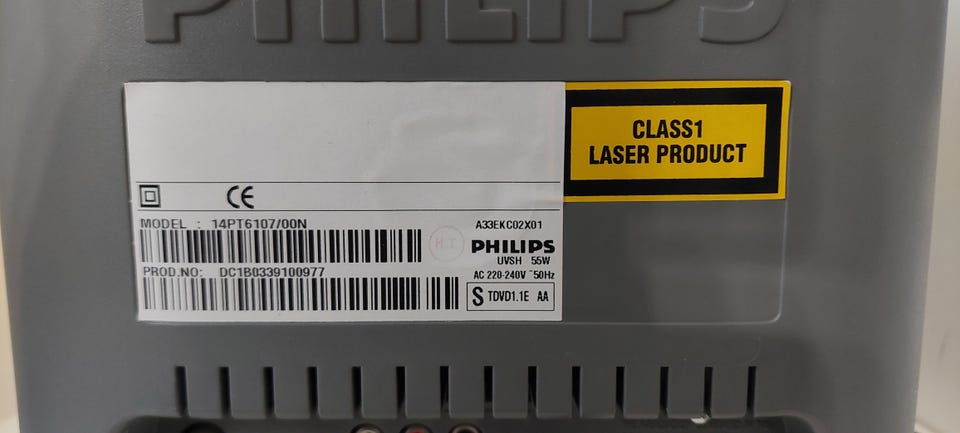 PHILIPS
CLASS1
LASER PRODUCT
CE
MODEL : 14PT6107/00N
A33EKC02X01
H.T.
PHILIPS
UVSH 55W
PROD.NO: DC1B0339100977
AC 220-240V ~50Hz
S TDVD1.1E AA